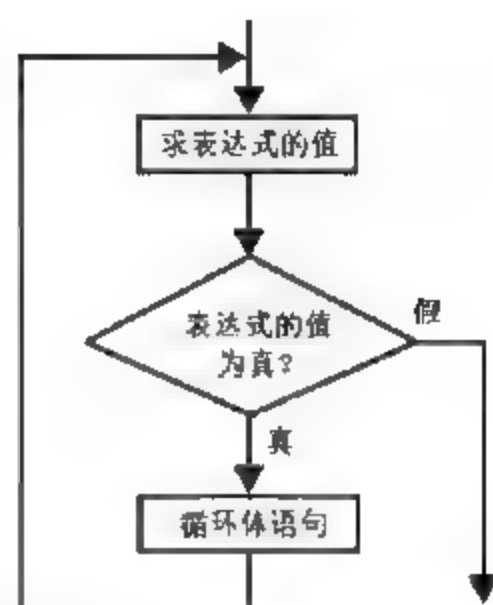 求表达式的值
表达式的值
为真?
假
真
循环体语句